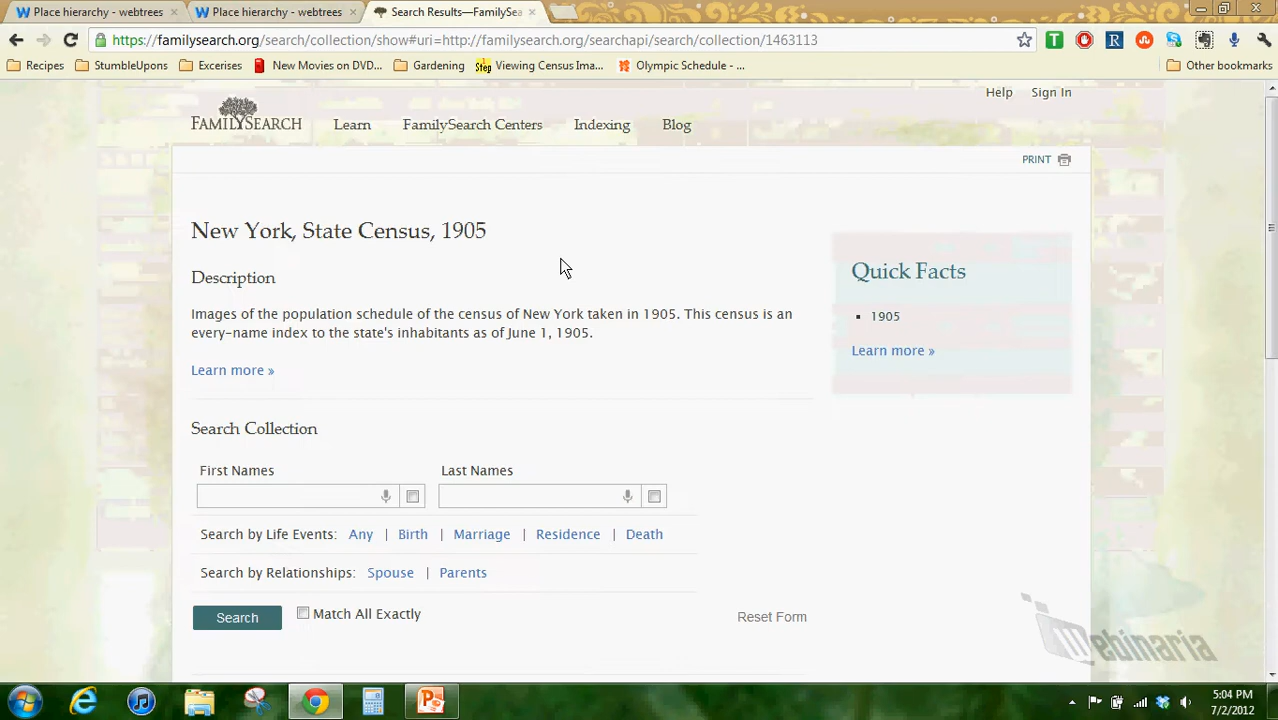 Place hierarchy - webtrees
Place hierarchy - webtrees
Search Results—FamilySea
https://familysearch.org/search/collection/show#uri=http://familysearch.org/searchapi/search/collection/1463113
Recipes
StumbleUpons
Excerises
New Movies on DVD...
Gardening
Step
Viewing Census Ima...
Olympic Schedule - ...
Other bookmarks
Help
Sign In
FAMILYSEARCH
Learn
FamilySearch Centers
Indexing
Blog
PRINT
New York, State Census, 1905
Description
Images of the population schedule of the census of New York taken in 1905. This census is an
every-name index to the state's inhabitants as of June 1, 1905.
Learn more »
Quick Facts
1905
Learn more »
Search Collection
First Names
Last Names
Search by Life Events: Any | Birth | Marriage | Residence | Death
Search by Relationships: Spouse | Parents
Search
Match All Exactly
Reset Form
Webinaria
5:04 PM
7/2/2012